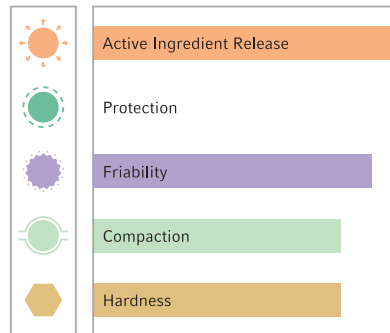 Active Ingredient Release
Protection
Friability
Compaction
Hardness